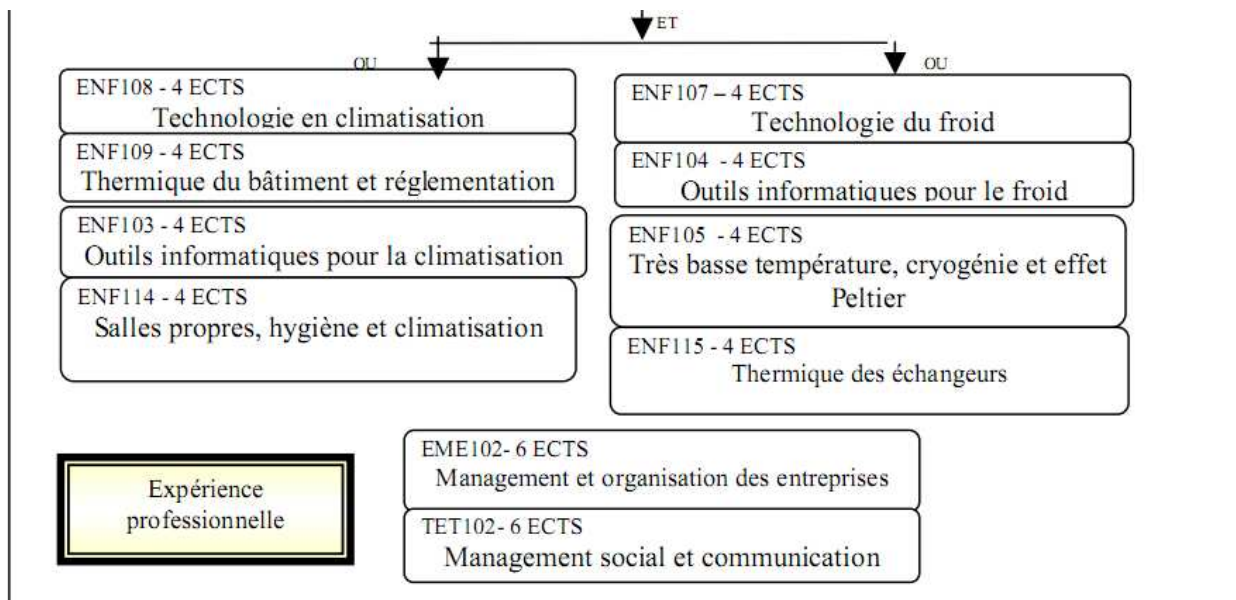 ET
OU
OU
ENF108 - 4 ECTS
Technologie en climatisation
ENF109 - 4 ECTS
Thermique du bâtiment et réglementation
ENF103 - 4 ECTS
Outils informatiques pour la climatisation
ENF114 - 4 ECTS
Salles propres, hygiène et climatisation
ENF107 – 4 ECTS
Technologie du froid
ENF104 - 4 ECTS
Outils informatiques pour le froid
ENF105 - 4 ECTS
Très basse température, cryogénie et effet
Peltier
ENF115 - 4 ECTS
Thermique des échangeurs
Expérience
professionnelle
EME102- 6 ECTS
Management et organisation des entreprises
TET102- 6 ECTS
Management social et communication